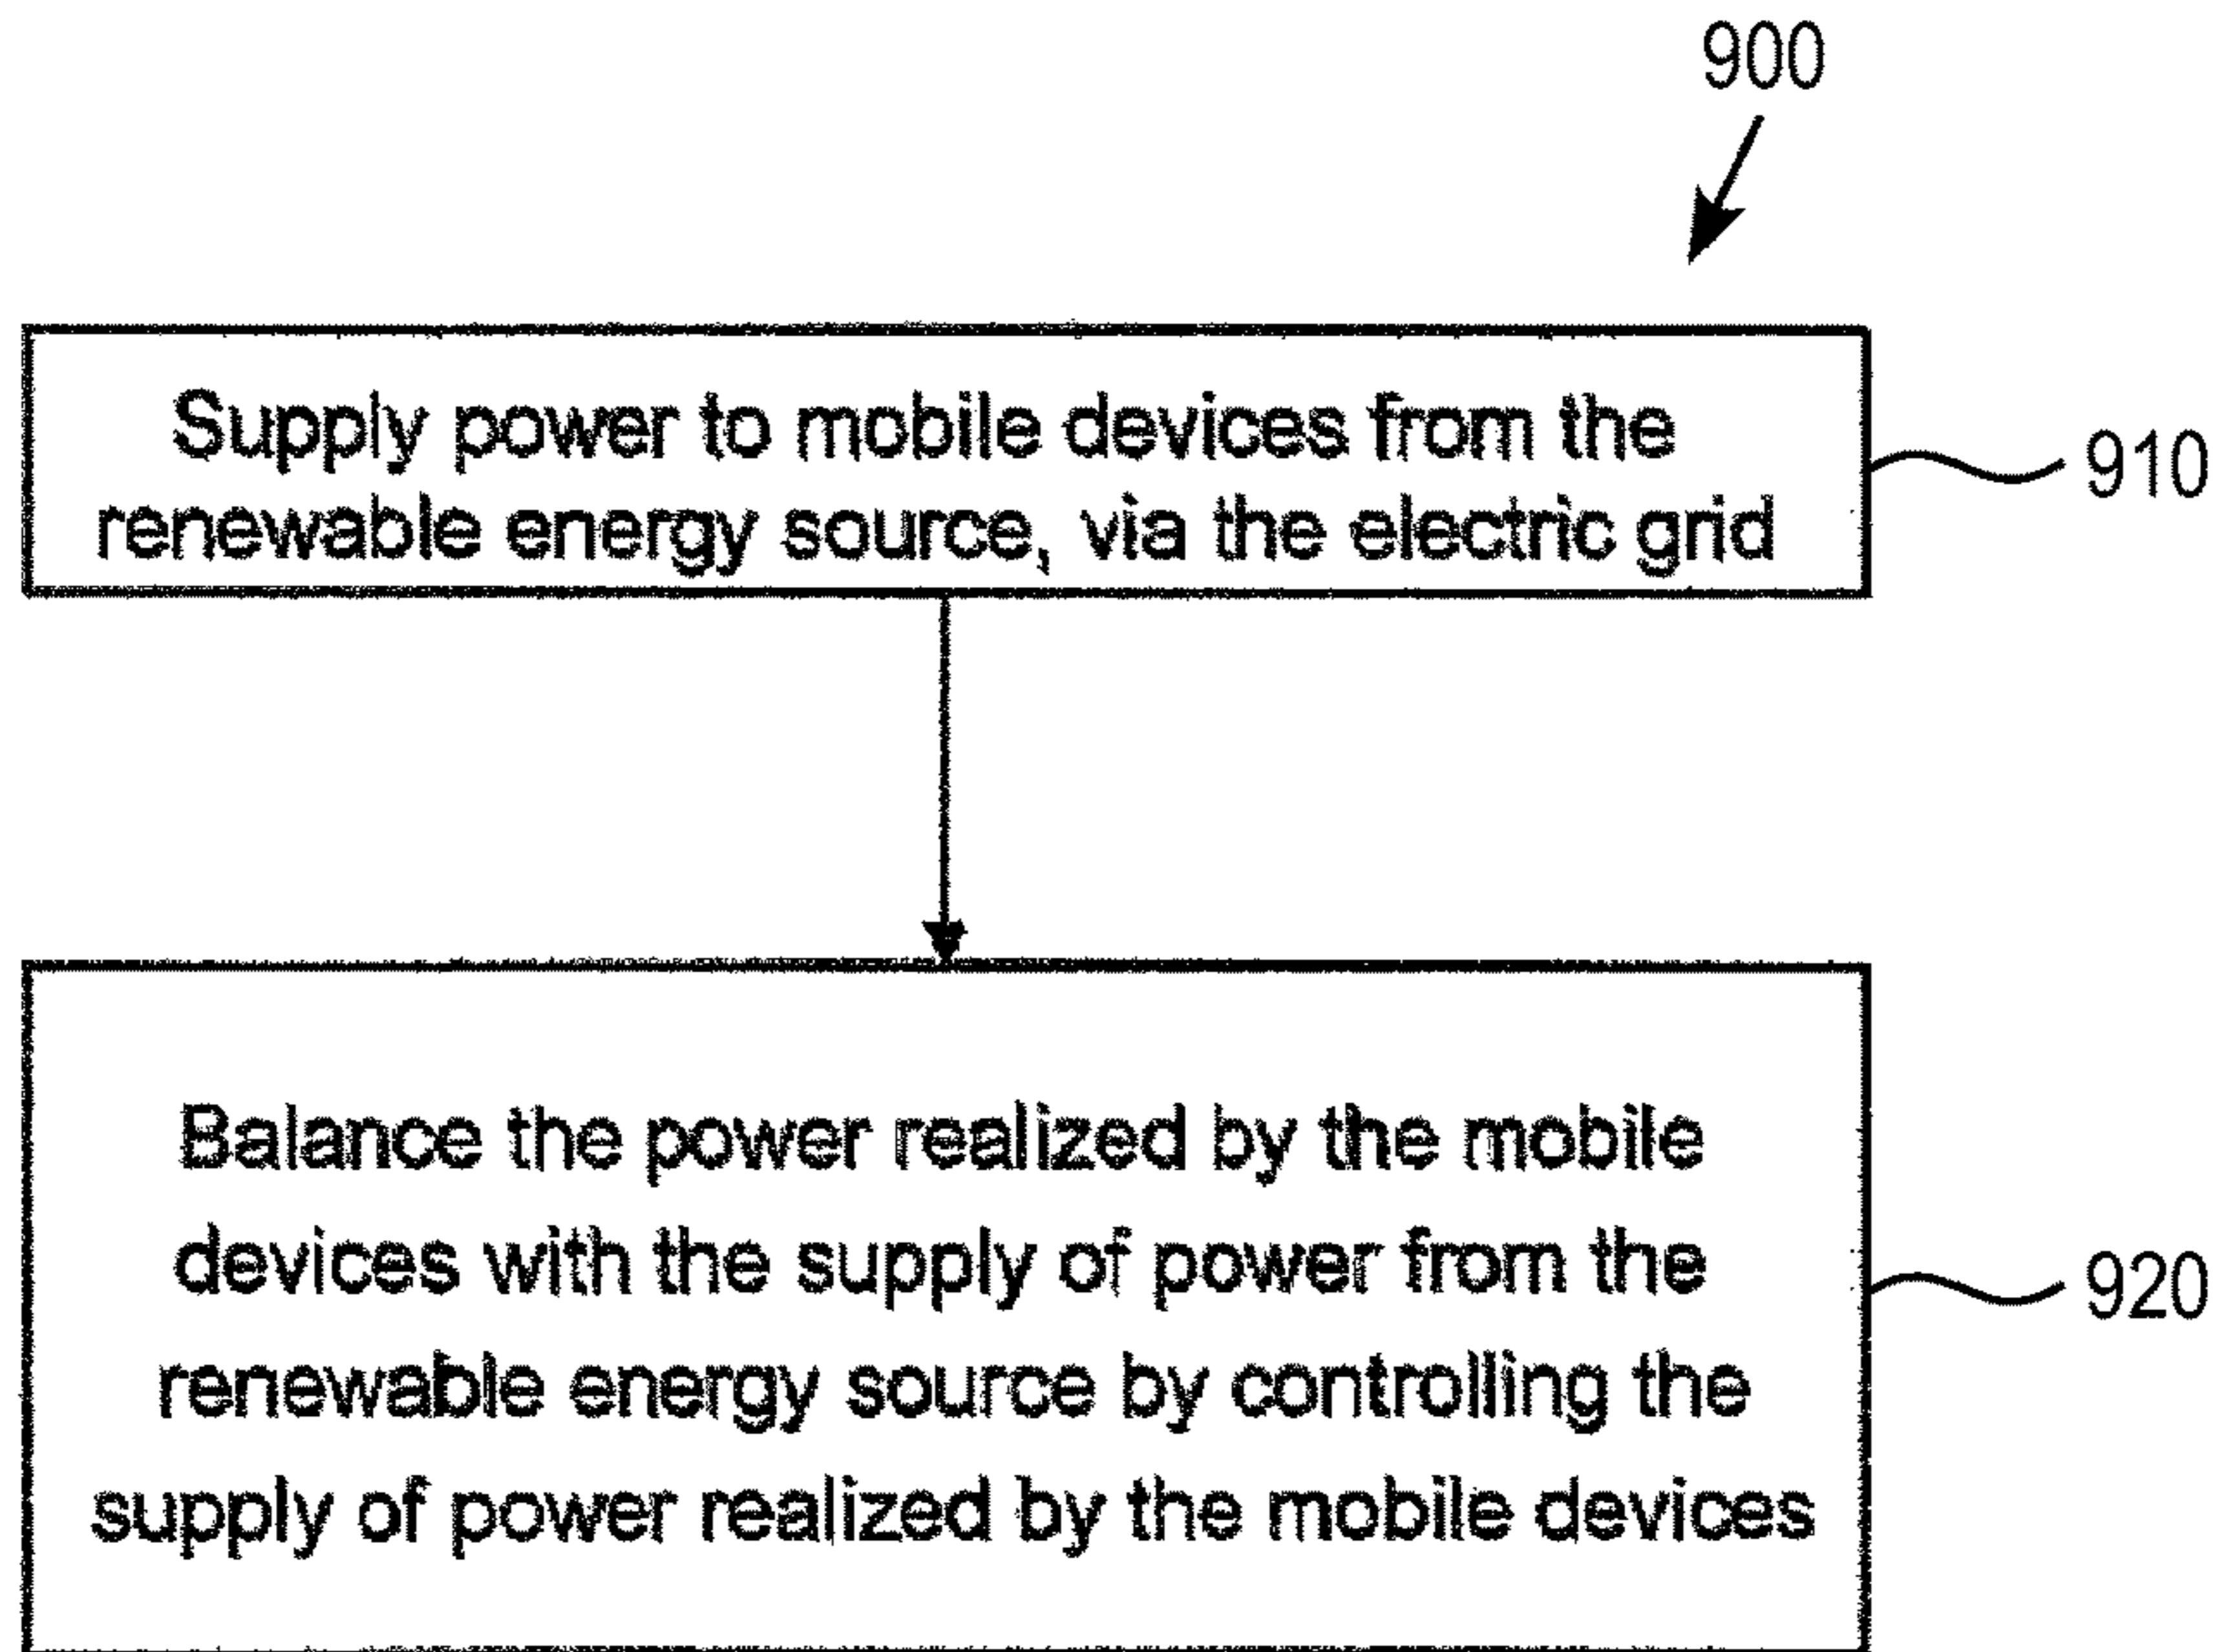 900
Supply power to mobile devices from the
renewable energy source, via the electric grid
910
Balance the power realized by the mobile
devices with the supply of power from the
renewable energy source by controlling the
supply of power realized by the mobile devices
920